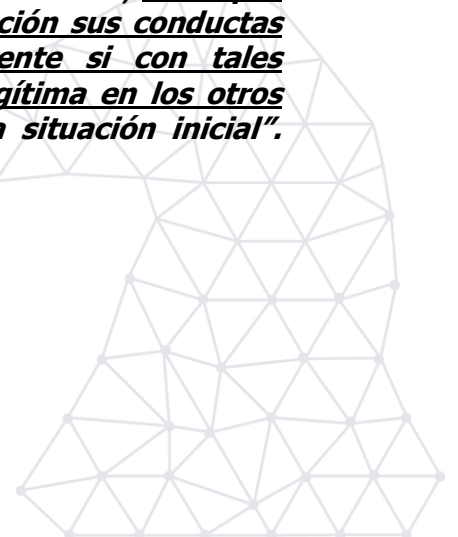 ción sus conductas
ente si con tales
gítima en los otros
a situación inicial”.